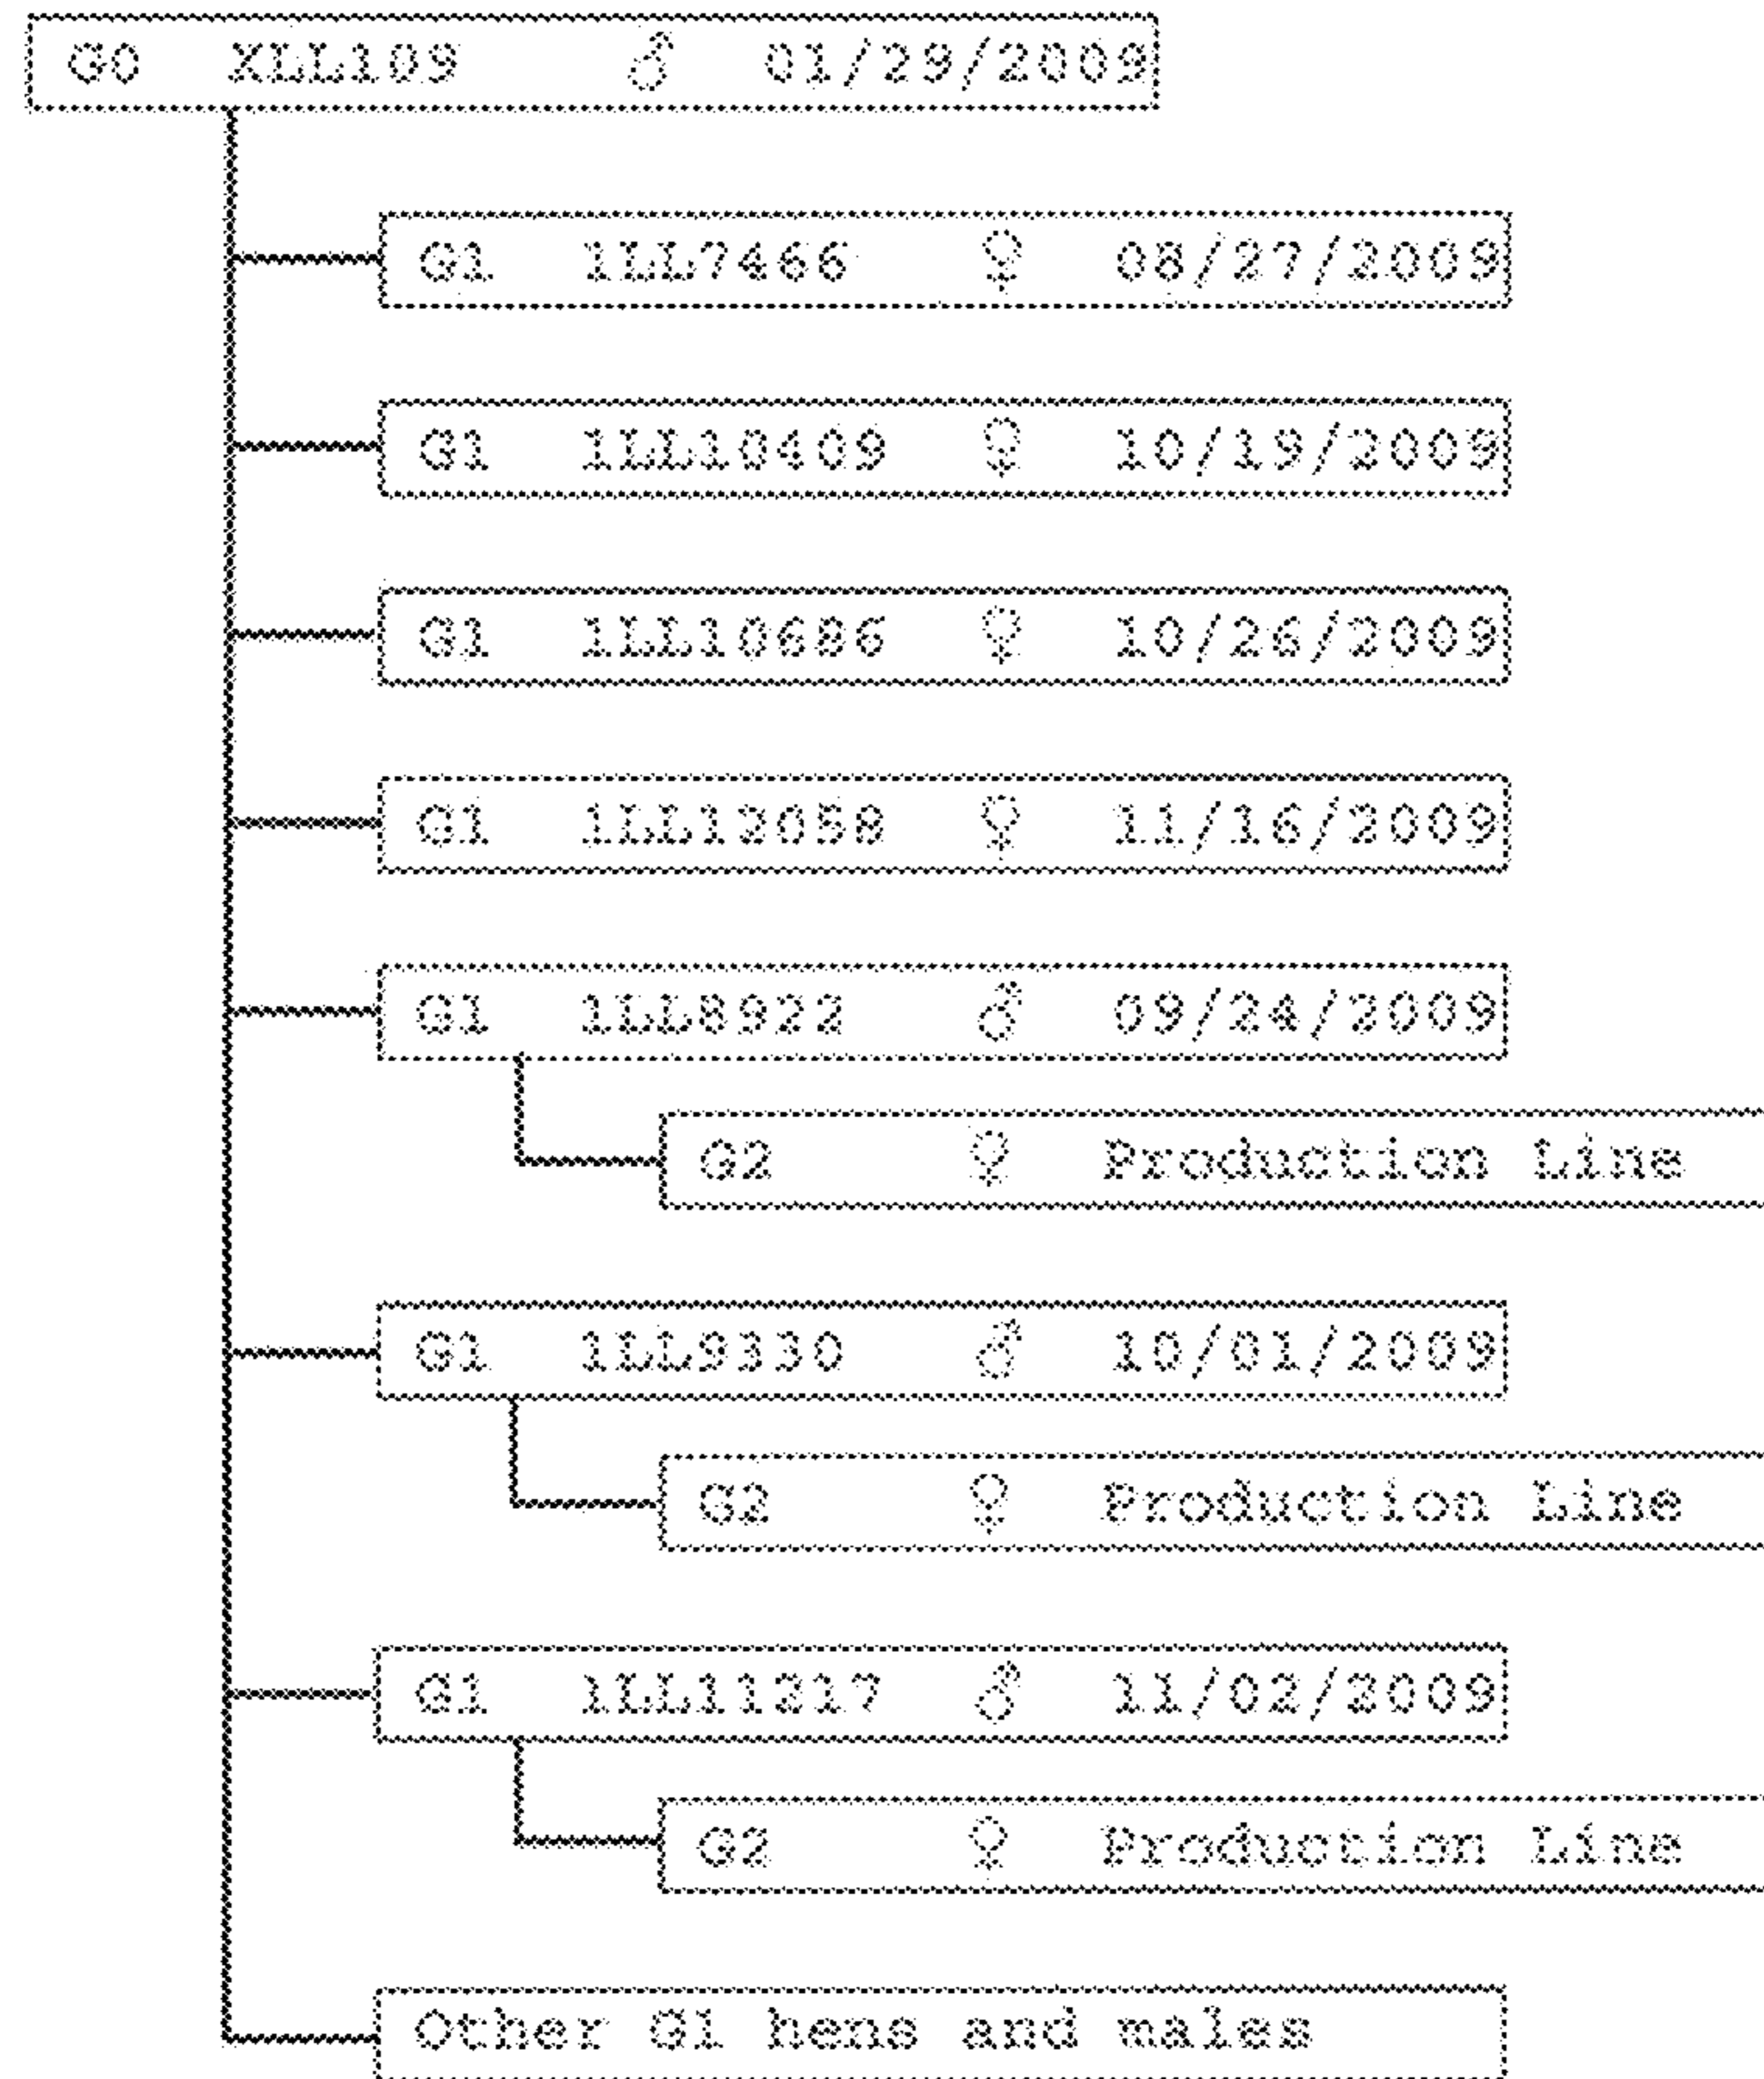 G0 XLL109 ♂ 01/29/2009
G1 1LL7466 ♀ 08/27/2009
G1 1LL10409 ♀ 10/19/2009
G1 1LL10686 ♀ 10/26/2009
G1 1LL12058 ♀ 11/16/2009
G1 1LL8922 ♂ 09/24/2009
G2 ♀ Production Line
G1 1LL9330 ♂ 10/01/2009
G2 ♀ Production Line
G1 1LL11217 ♂ 11/02/2009
G2 ♀ Production Line
Other G1 hens and males